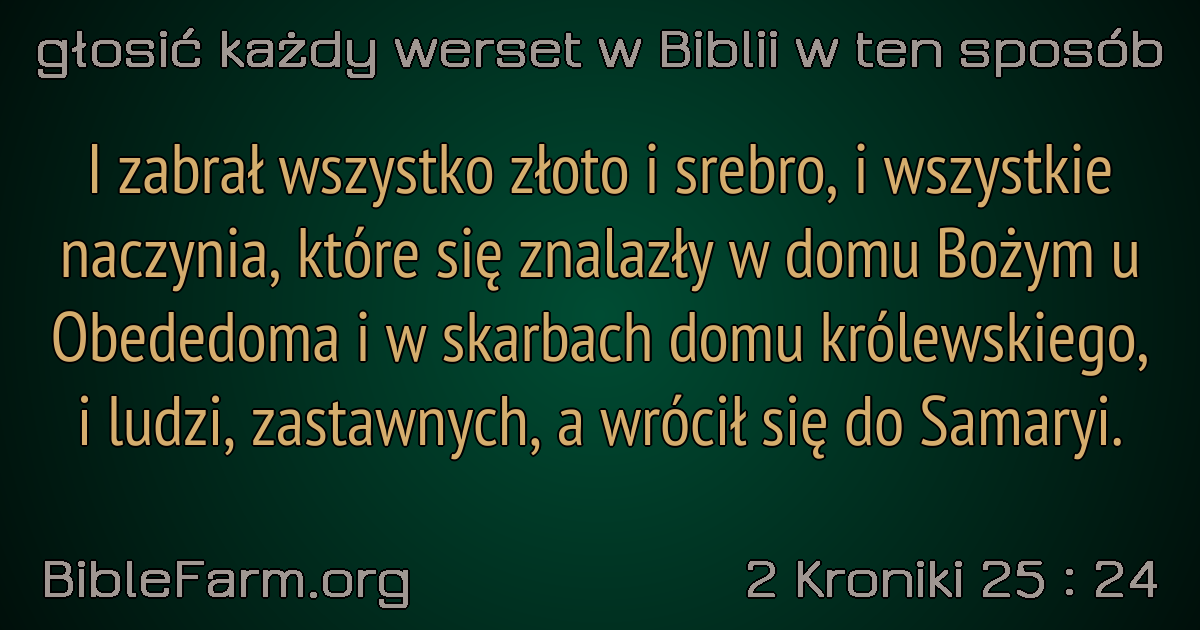 głosić każdy werset w Biblii w ten sposób
I zabrał wszystko złoto i srebro, i wszystkie
naczynia, które się znalazły w domu Bożym u
Obededoma i w skarbach domu królewskiego,
i ludzi, zastawnych, a wrócił się do Samaryi.
BibleFarm.org
2 Kroniki 25 : 24